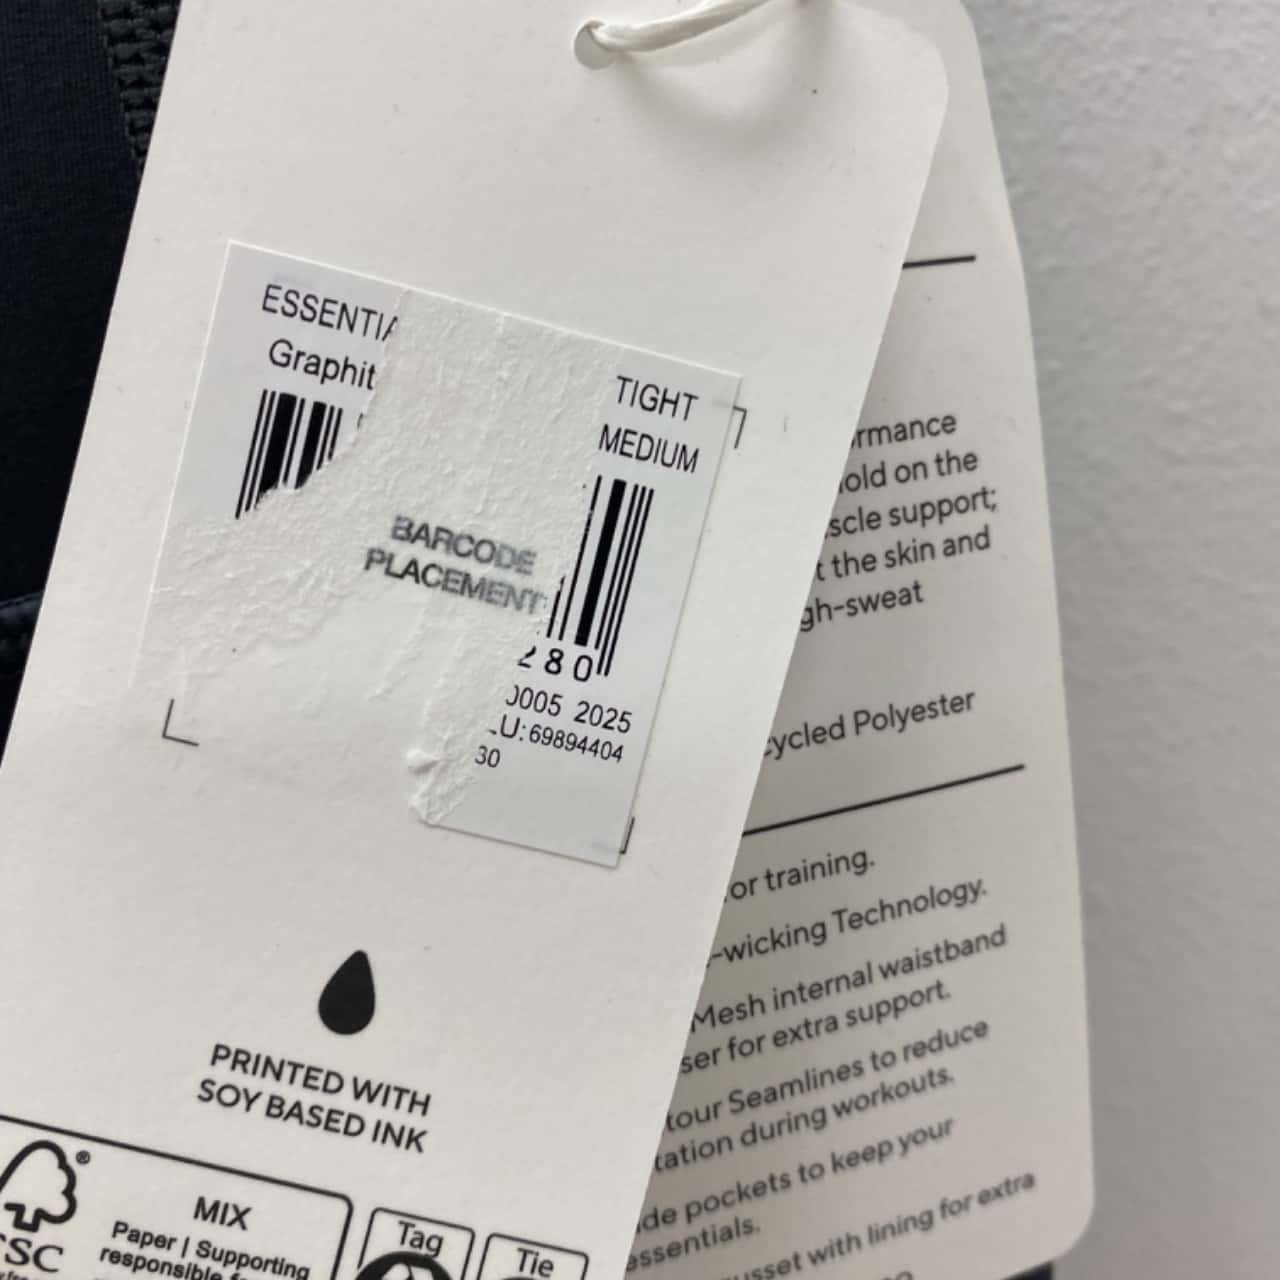 ESSENTIA
TIGHT
Graphit
MEDIUM
BARCODE
PLACEMENT
280
0005 2025
LU:69894404
30
PRINTED WITH
SOY BASED INK
MIX
Paper | Supporting
responsible
FSC
Tag
Tie
rmance
old on the
scle support;
t the skin and
gh-sweat
cycled Polyester
or training.
-wicking Technology.
Mesh internal waistband
ser for extra support.
tour Seamlines to reduce
tation during workouts.
de pockets to keep your
essentials.
usset with lining for extra